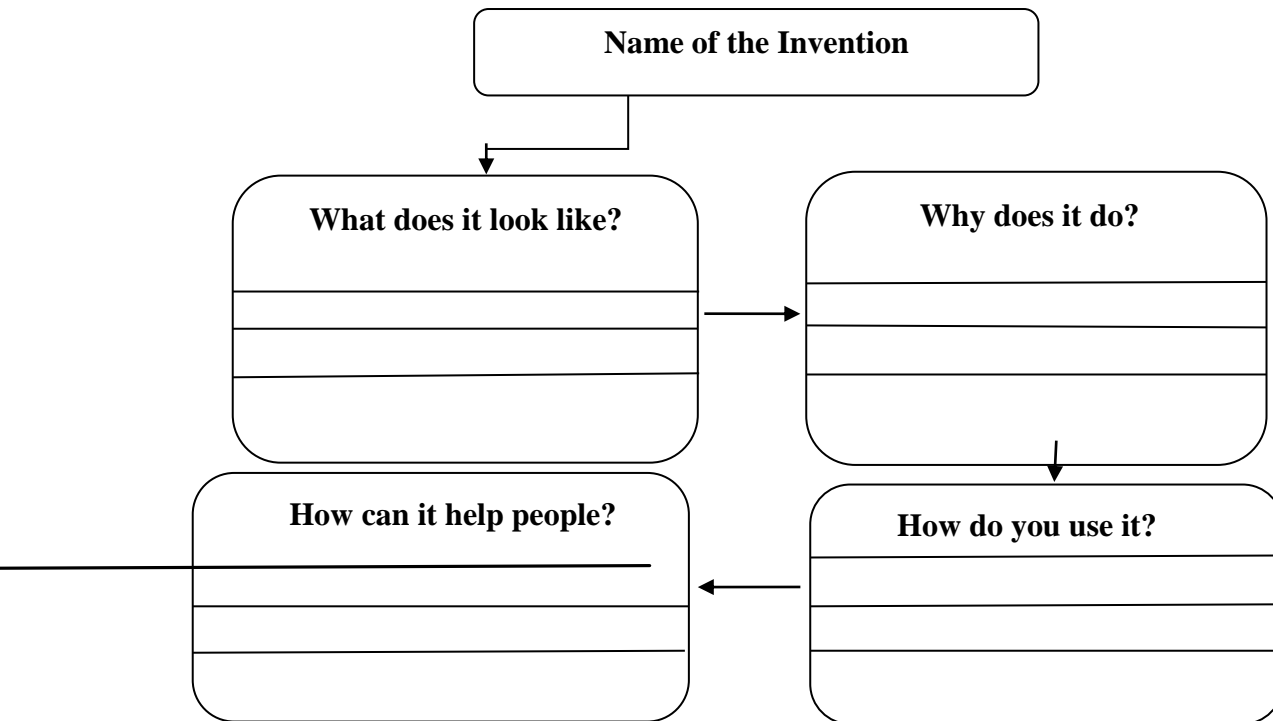 Name of the Invention
What does it look like?
Why does it do?
How do you use it?
How can it help people?